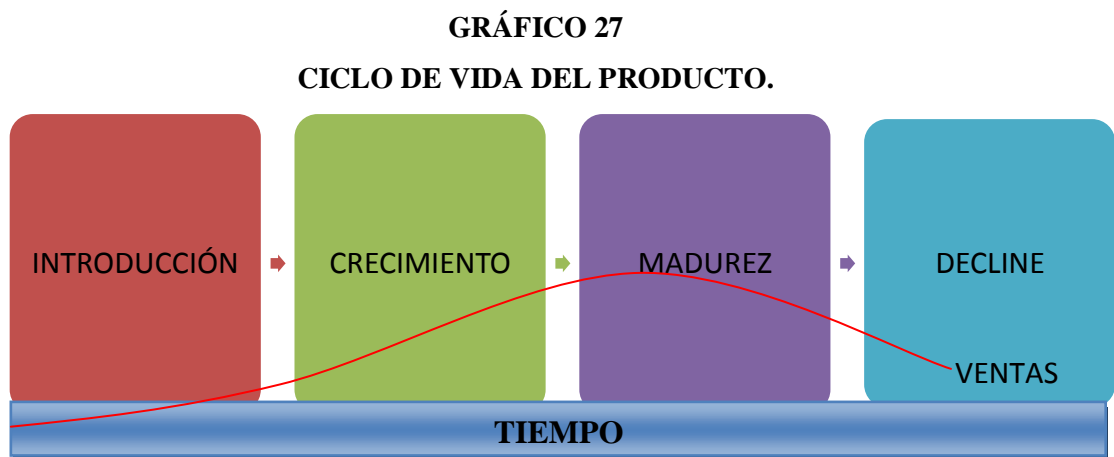 GRÁFICO 27
CICLO DE VIDA DEL PRODUCTO.
INTRODUCCIÓN
CRECIMIENTO
MADUREZ
DECLINE
VENTAS
TIEMPO